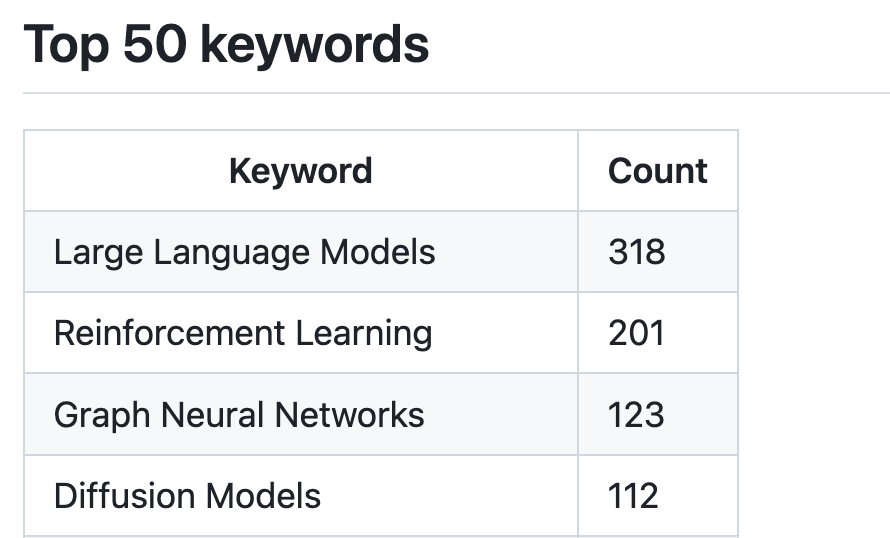 Top 50 keywords
Keyword Count
Large Language Models 318
Reinforcement Learning 201
Graph Neural Networks 123
Diffusion Models 112